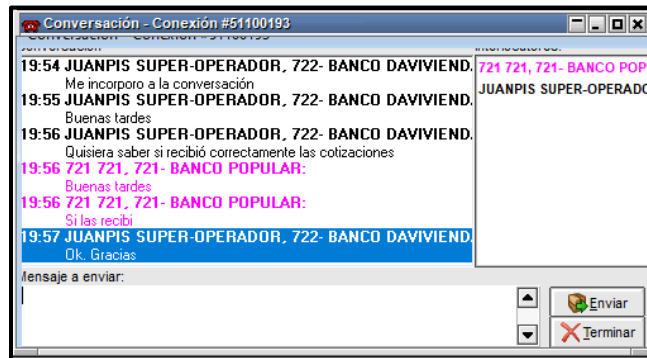 Conversación - Conexión #51100193
Interlocutores:
19:54 JUANPIS SUPER-OPERADOR, 722- BANCO DAVIVIEND.
Me incorporo a la conversación
19:55 JUANPIS SUPER-OPERADOR, 722- BANCO DAVIVIEND.
Buenas tardes
19:56 JUANPIS SUPER-OPERADOR, 722- BANCO DAVIVIEND.
Quisiera saber si recibió correctamente las cotizaciones
19:56 721 721, 721- BANCO POPULAR:
Buenas tardes
19:56 721 721, 721- BANCO POPULAR:
Si las recibi
19:57 JUANPIS SUPER-OPERADOR, 722- BANCO DAVIVIEND.
Ok. Gracias
721 721, 721- BANCO POP
JUANPIS SUPER-OPERADO
Mensaje a enviar:
Enviar
Terminar